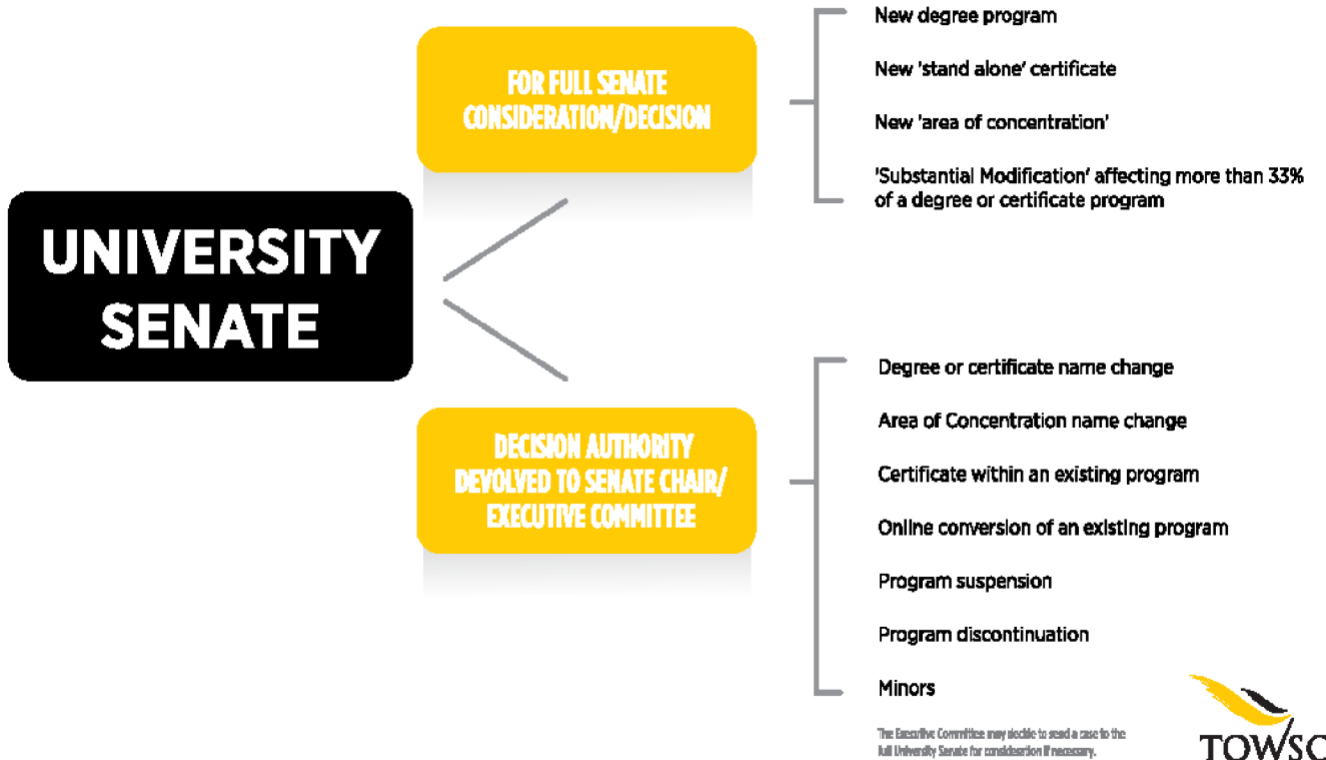 UNIVERSITY
SENATE
FOR FULL SENATE
CONSIDERATION/DECISION
New degree program
New 'stand alone' certificate
New 'area of concentration'
'Substantial Modification' affecting more than 33%
of a degree or certificate program
DECISION AUTHORITY
DEVOLVED TO SENATE CHAIR/
EXECUTIVE COMMITTEE
Degree or certificate name change
Area of Concentration name change
Certificate within an existing program
Online conversion of an existing program
Program suspension
Program discontinuation
Minors
The Executive Committee may decide to send a case to the
full University Senate for consideration if necessary.
TOWSO